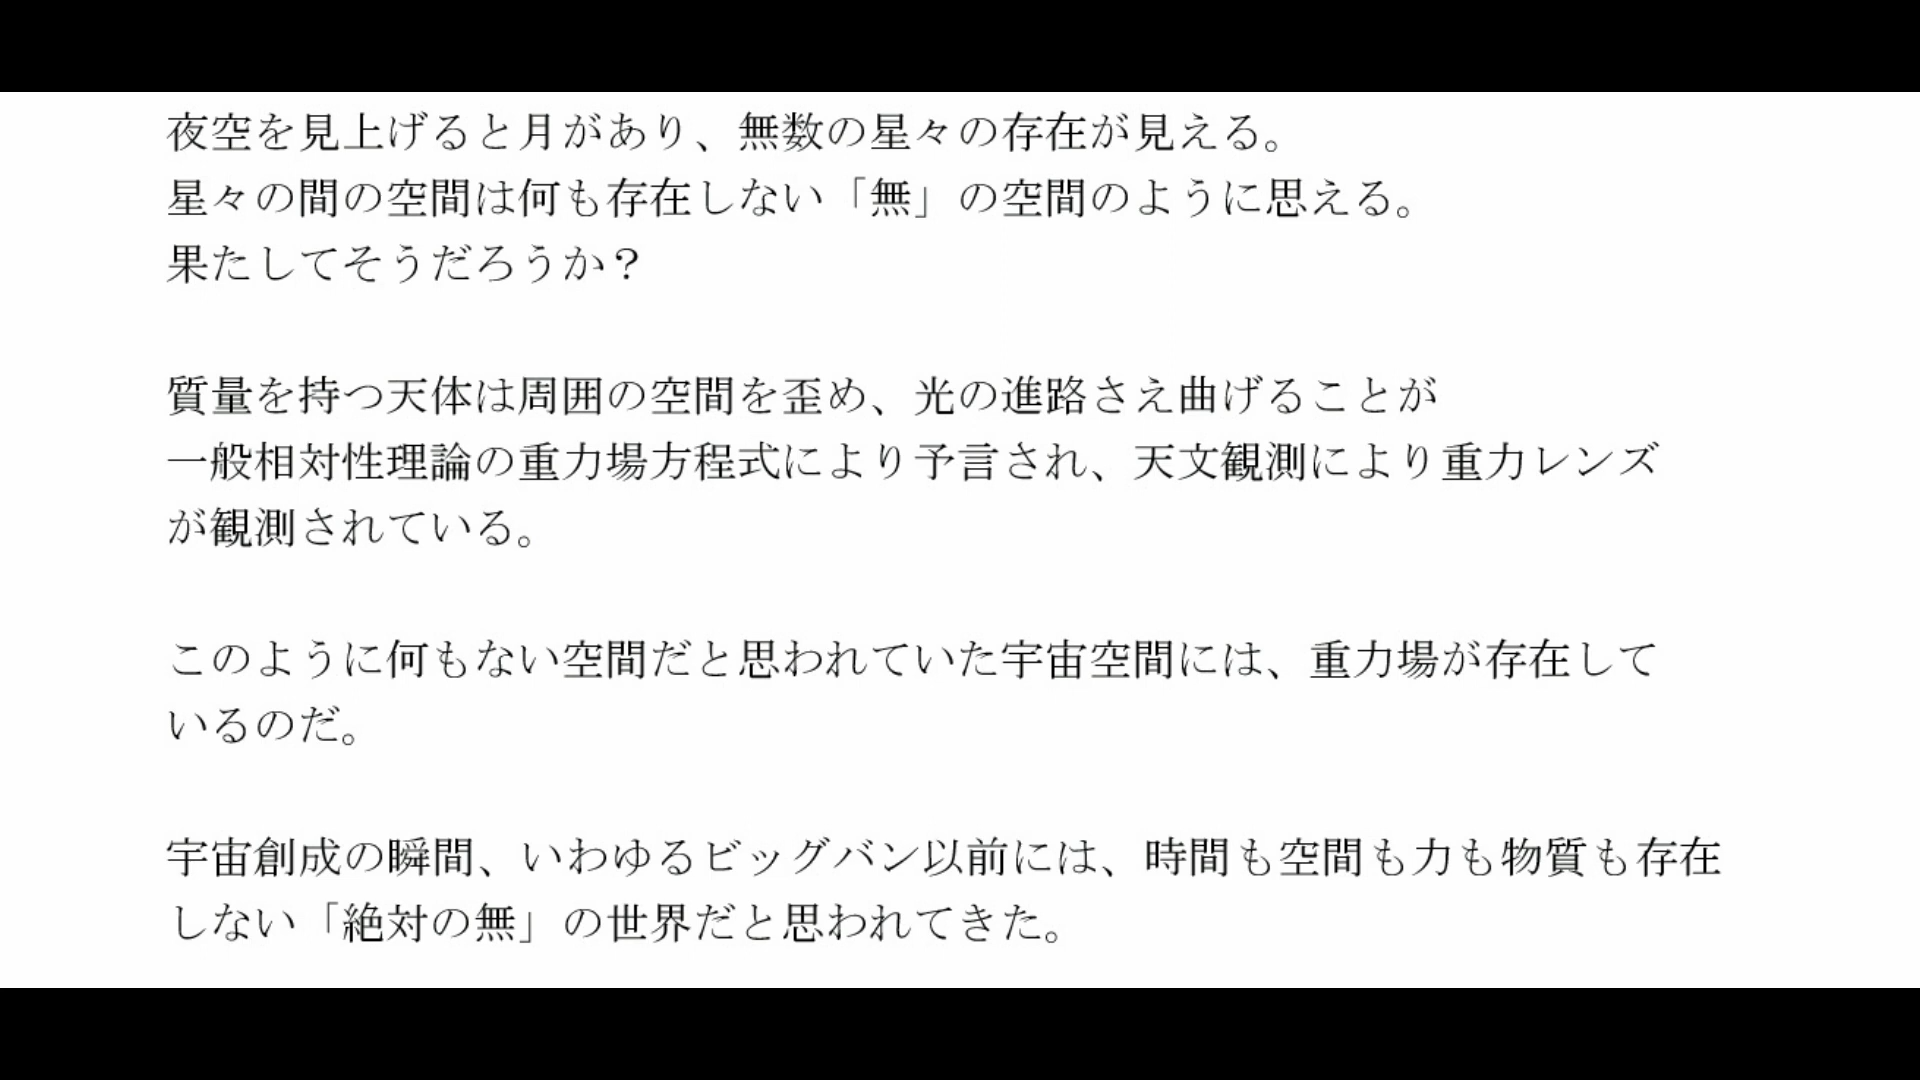 夜空を見上げると月があり、無数の星々の存在が見える。
星々の間の空間は何も存在しない「無」の空間のように思える。
果たしてそうだろうか？
質量を持つ天体は周囲の空間を歪め、光の進路さえ曲げることが
一般相対性理論の重力場方程式により予言され、天文観測により重力レンズ
が観測されている。
このように何もない空間だと思われていた宇宙空間には、重力場が存在して
いるのだ。
宇宙創成の瞬間、いわゆるビッグバン以前には、時間も空間も力も物質も存在
しない「絶対の無」の世界だと思われてきた。